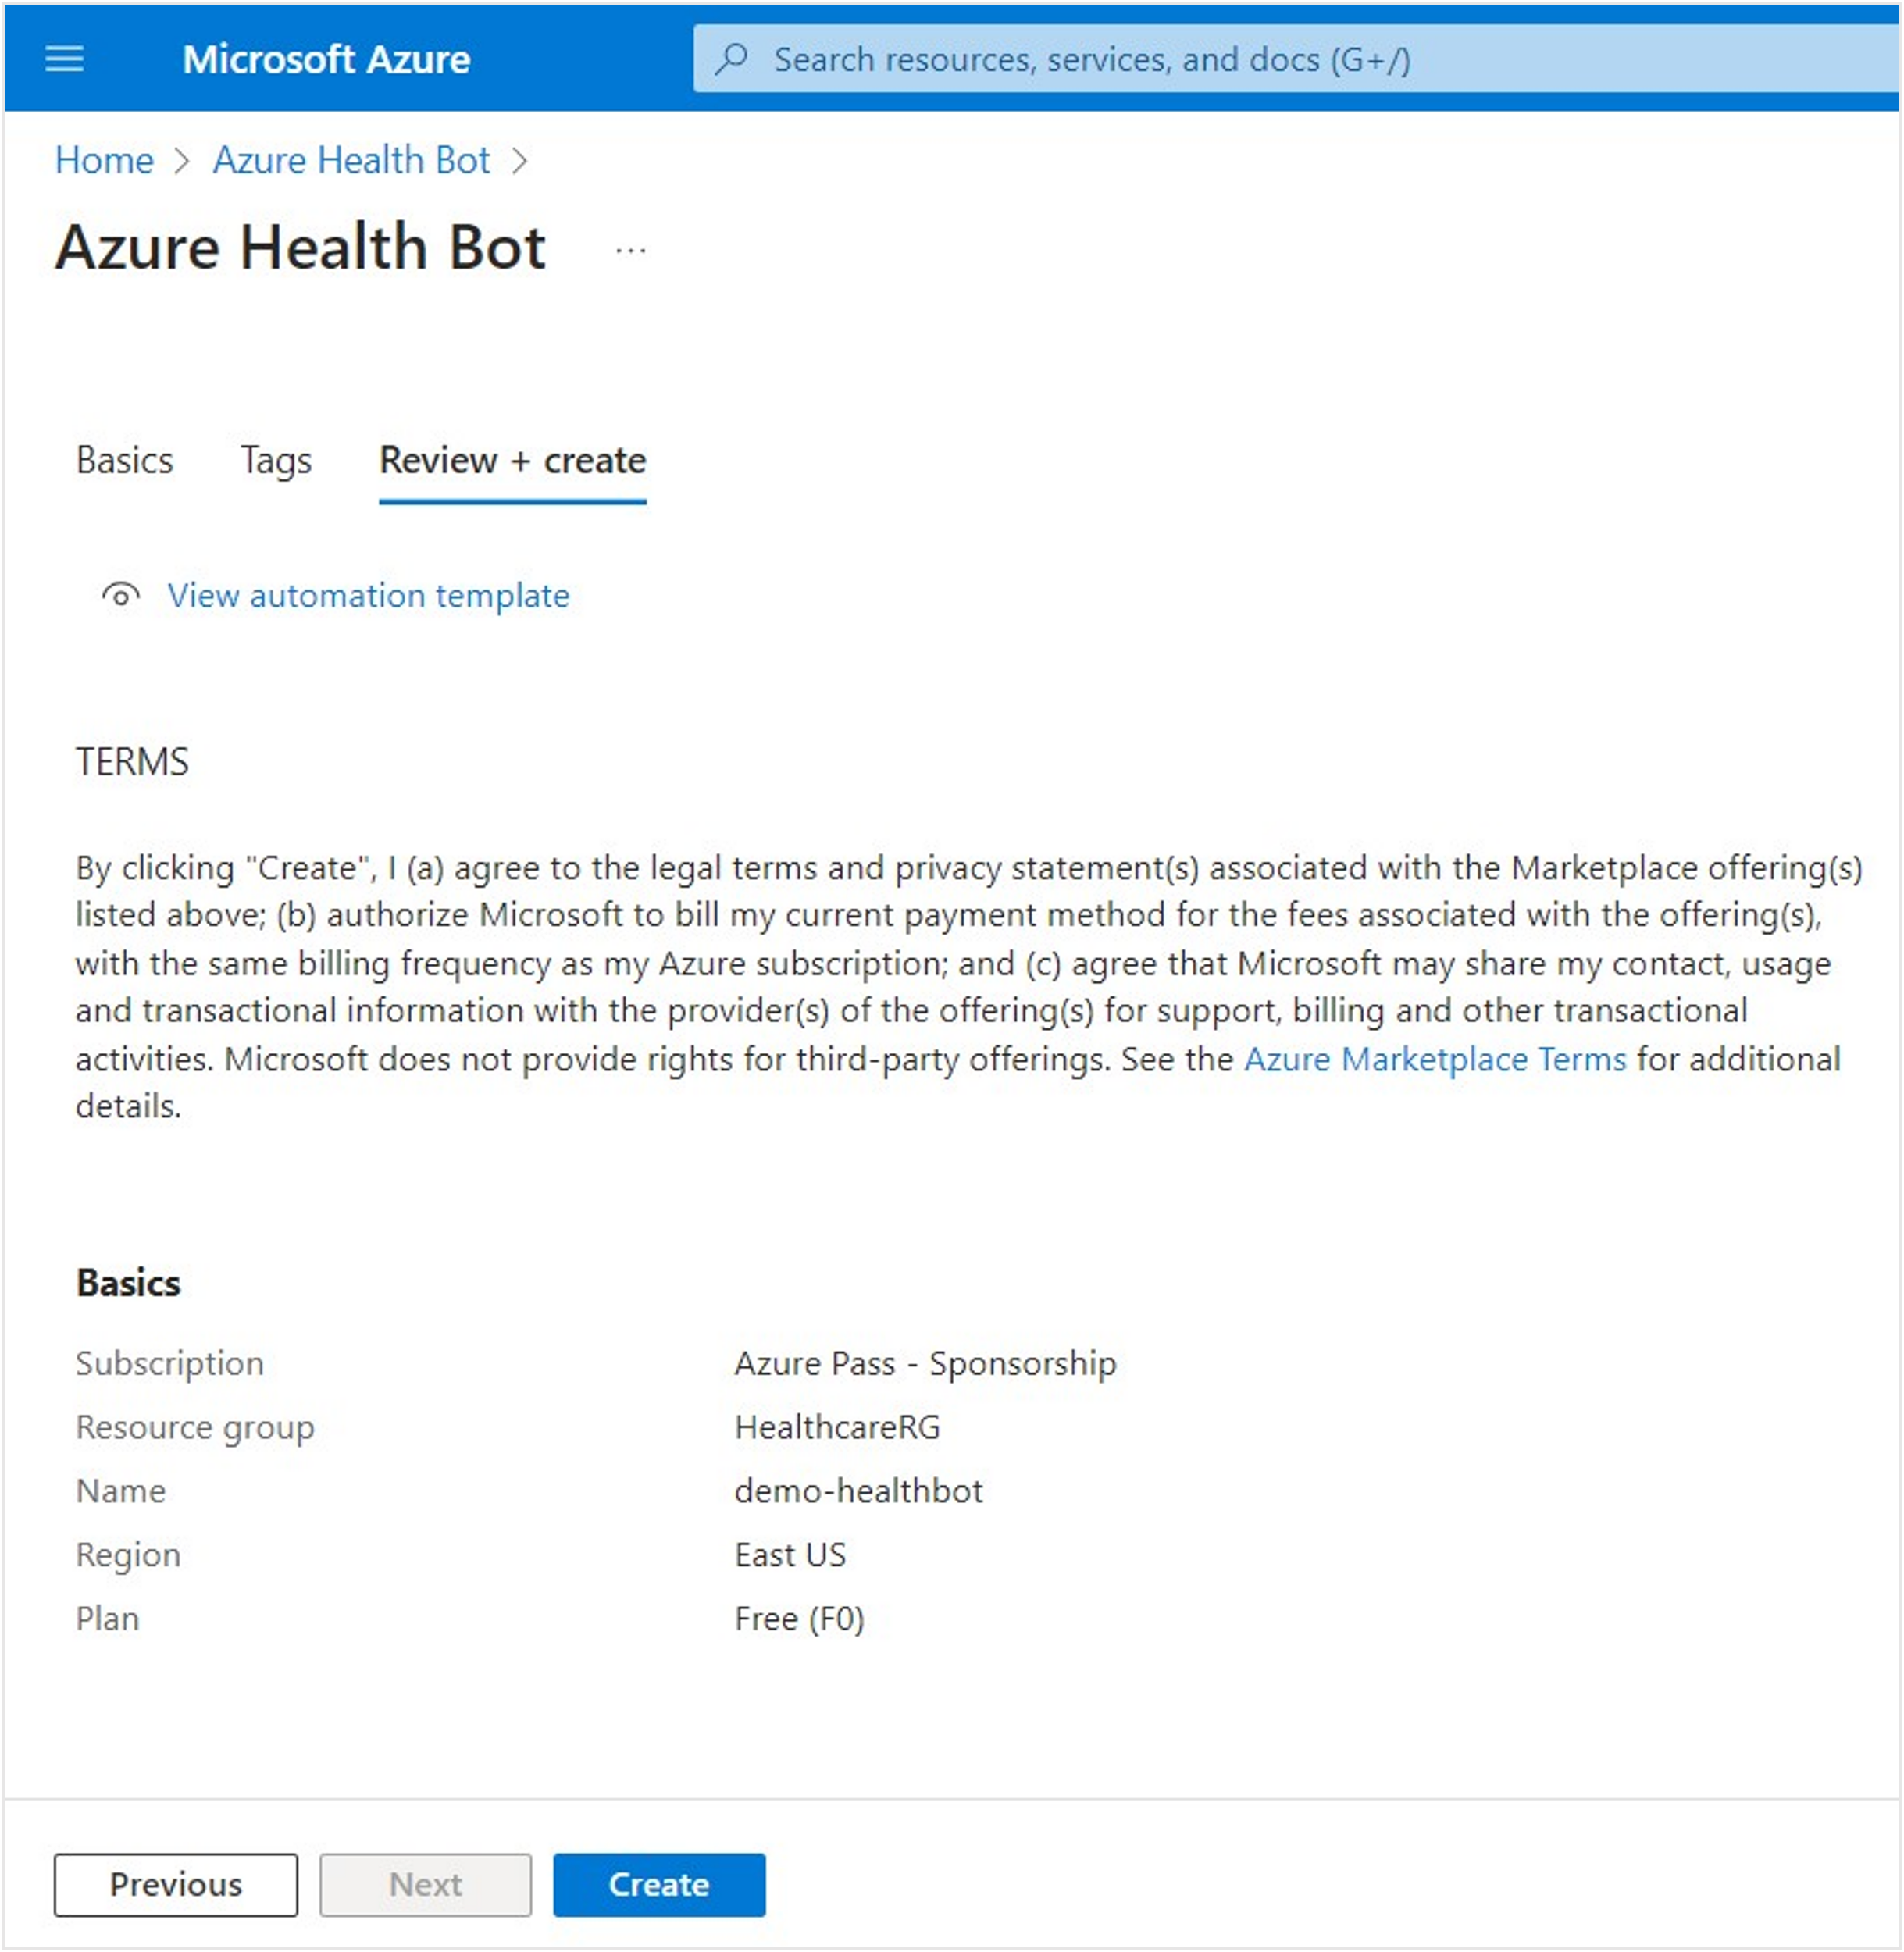 Microsoft Azure
Search resources, services, and docs (G+/)
Home > Azure Health Bot >
Azure Health Bot ...
Basics Tags Review + create
View automation template
TERMS
By clicking "Create", I (a) agree to the legal terms and privacy statement(s) associated with the Marketplace offering(s)
listed above; (b) authorize Microsoft to bill my current payment method for the fees associated with the offering(s),
with the same billing frequency as my Azure subscription; and (c) agree that Microsoft may share my contact, usage
and transactional information with the provider(s) of the offering(s) for support, billing and other transactional
activities. Microsoft does not provide rights for third-party offerings. See the Azure Marketplace Terms for additional
details.
Basics
Subscription Azure Pass - Sponsorship
Resource group HealthcareRG
Name demo-healthbot
Region East US
Plan Free (F0)
Previous Next Create